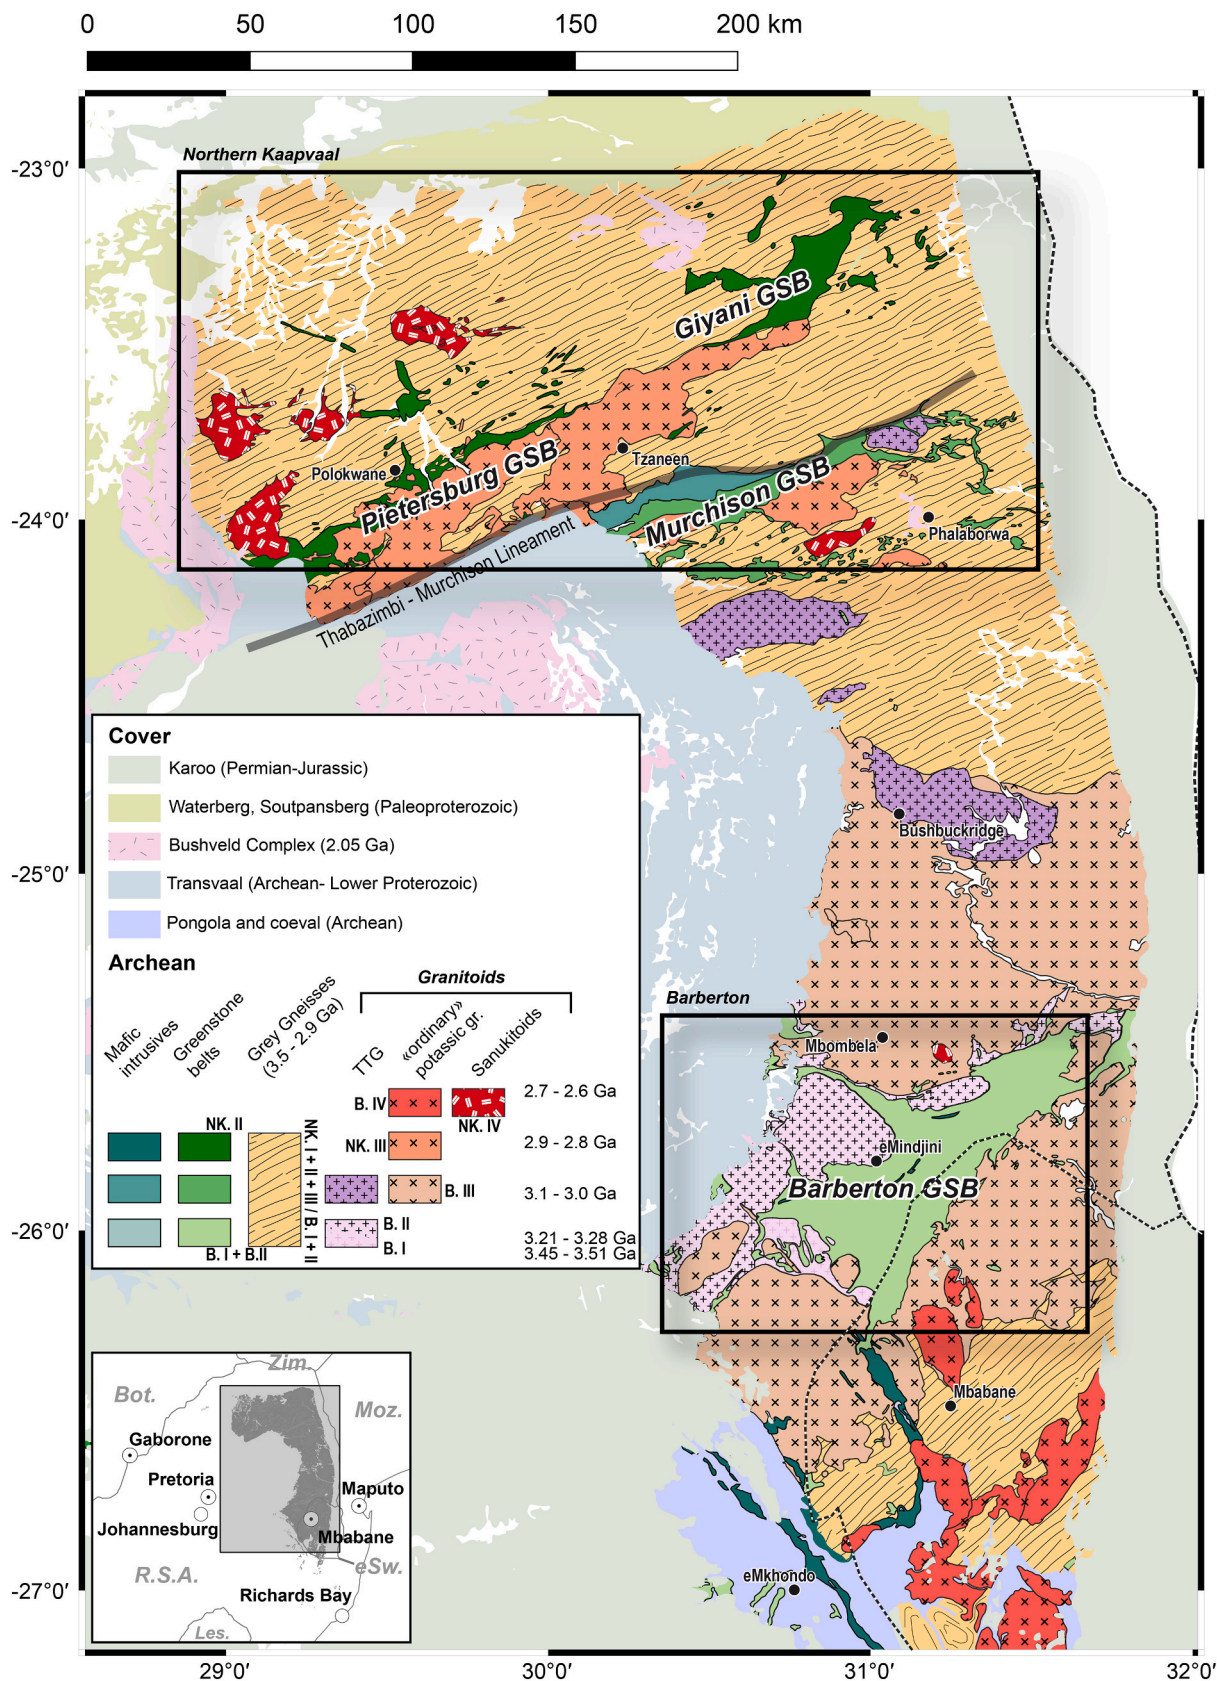 0 50 100 150 200 km
Northern Kaapvaal
-23°0′
Giyani GSB
Tzaneen
Polokwane
Pietersburg GSB
Murchison GSB
-24°0′
Phalaborwa
Thabazimbi - Murchison Lineament
Cover
Karoo (Permian-Jurassic)
Waterberg, Soutpansberg (Paleoproterozoic)
Bushveld Complex (2.05 Ga)
Transvaal (Archean- Lower Proterozoic)
Pongola and coeval (Archean)
Bushbuckridge
-25°0′
Archean
Granitoids
Mafic
intrusives
Greenstone
belts
Grey Gneisses
(3.5 - 2.9 Ga)
TTG
«ordinary»
potassic gr.
Sanukitoids
B. IV
2.7 - 2.6 Ga
NK. IV
NK. II
NK. III
2.9 - 2.8 Ga
B. III
3.1 - 3.0 Ga
B. II
3.21 - 3.28 Ga
B. I
3.45 - 3.51 Ga
B. I + B.II
NK. I + II + III / B. I + II
Barberton
Mbombela
eMindjini
Barberton GSB
-26°0′
Mbabane
eMkhondo
-27°0′
Zim.
Bot.
Moz.
Gaborone
Pretoria
Maputo
Johannesburg
Mbabane
R.S.A.
eSw.
Richards Bay
Les.
29°0′ 30°0′ 31°0′ 32°0′